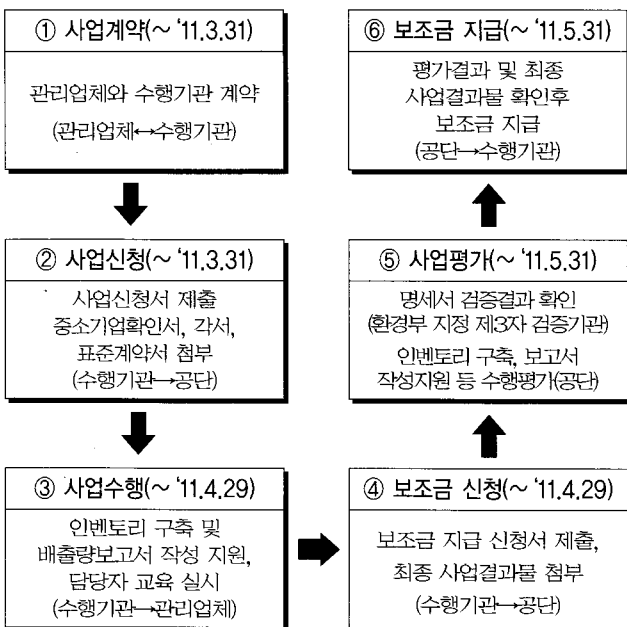 ① 사업계약(~ '11.3.31)
관리업체와 수행기관 계약
(관리업체↔수행기관)
② 사업신청(~ '11.3.31)
사업신청서 제출
중소기업확인서, 각서,
표준계약서 첨부
(수행기관→공단)
③ 사업수행(~ '11.4.29)
인벤토리 구축 및
배출량보고서 작성 지원,
담당자 교육 실시
(수행기관→관리업체)
④ 보조금 신청(~ '11.4.29)
보조금 지급 신청서 제출,
최종 사업결과물 첨부
(수행기관→공단)
⑤ 사업평가(~ '11.5.31)
명세서 검증결과 확인
(환경부 지정 제3자 검증기관)
인벤토리 구축, 보고서
작성지원 등 수행평가(공단)
⑥ 보조금 지급(~ '11.5.31)
평가결과 및 최종
사업결과물 확인후
보조금 지급
(공단→수행기관)